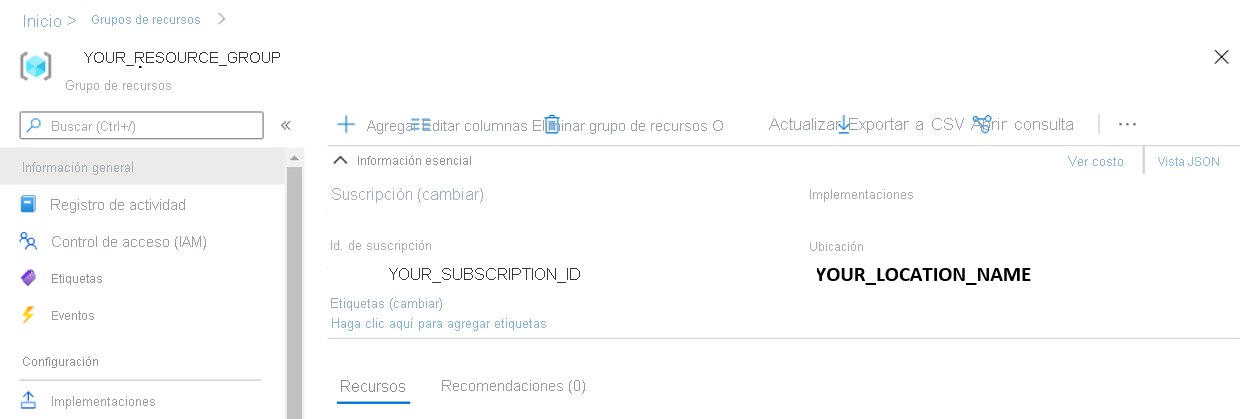 Inicio > Grupos de recursos >
YOUR_RESOURCE_GROUP
Grupo de recursos
Buscar (Ctrl+/) «
Información general
Registro de actividad
Control de acceso (IAM)
Etiquetas
Eventos
Configuración
Implementaciones
Agregar Editar columnas Eliminar grupo de recursos O Actualizar Exportar a CSV Abrir consulta ...
Información esencial Ver costo Vista JSON
Suscripción (cambiar) Implementaciones
Id. de suscripción Ubicación
YOUR_SUBSCRIPTION_ID YOUR_LOCATION_NAME
Etiquetas (cambiar)
Haga clic aquí para agregar etiquetas
Recursos Recomendaciones (0)